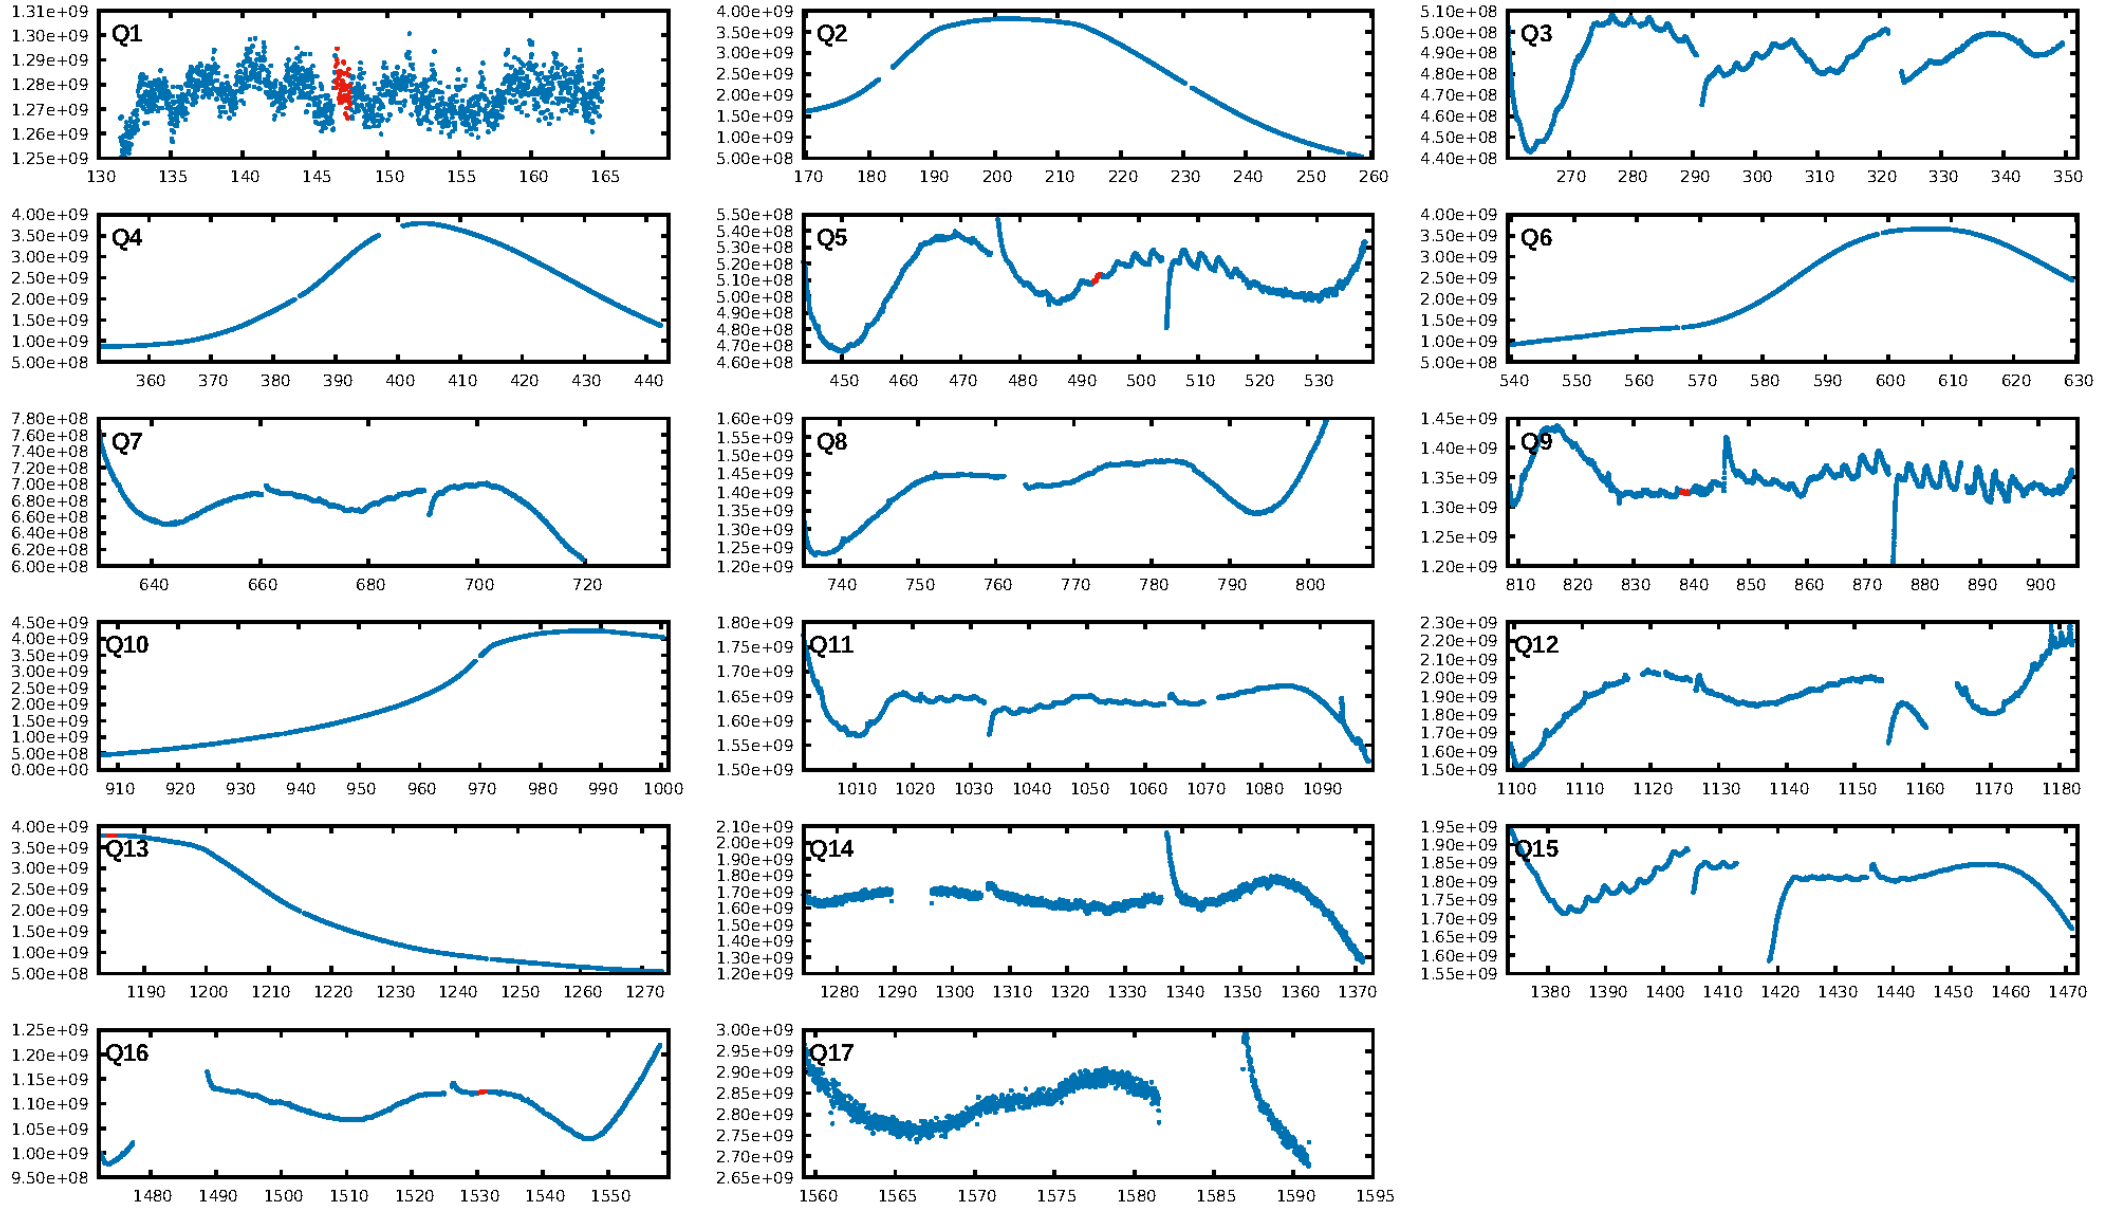 Q1
1.31e+09
1.30e+09
1.29e+09
1.28e+09
1.27e+09
1.26e+09
1.25e+09
130 135 140 145 150 155 160 165
Q2
4.00e+09
3.50e+09
3.00e+09
2.50e+09
2.00e+09
1.50e+09
1.00e+09
5.00e+08
170 180 190 200 210 220 230 240 250 260
Q3
5.10e+08
5.00e+08
4.90e+08
4.80e+08
4.70e+08
4.60e+08
4.50e+08
4.40e+08
270 280 290 300 310 320 330 340 350
Q4
4.00e+09
3.50e+09
3.00e+09
2.50e+09
2.00e+09
1.50e+09
1.00e+09
5.00e+08
360 370 380 390 400 410 420 430 440
Q5
5.50e+08
5.40e+08
5.30e+08
5.20e+08
5.10e+08
5.00e+08
4.90e+08
4.80e+08
4.70e+08
4.60e+08
450 460 470 480 490 500 510 520 530
Q6
4.00e+09
3.50e+09
3.00e+09
2.50e+09
2.00e+09
1.50e+09
1.00e+09
5.00e+08
540 550 560 570 580 590 600 610 620 630
Q7
7.80e+08
7.60e+08
7.40e+08
7.20e+08
7.00e+08
6.80e+08
6.60e+08
6.40e+08
6.20e+08
6.00e+08
640 660 680 700 720
Q8
1.60e+09
1.55e+09
1.50e+09
1.45e+09
1.40e+09
1.35e+09
1.30e+09
1.25e+09
1.20e+09
740 750 760 770 780 790 800
Q9
1.45e+09
1.40e+09
1.35e+09
1.30e+09
1.25e+09
1.20e+09
810 820 830 840 850 860 870 880 890 900
Q10
4.50e+09
4.00e+09
3.50e+09
3.00e+09
2.50e+09
2.00e+09
1.50e+09
1.00e+09
5.00e+08
0.00e+00
910 920 930 940 950 960 970 980 990 1000
Q11
1.80e+09
1.75e+09
1.70e+09
1.65e+09
1.60e+09
1.55e+09
1.50e+09
1010 1020 1030 1040 1050 1060 1070 1080 1090
Q12
2.30e+09
2.20e+09
2.10e+09
2.00e+09
1.90e+09
1.80e+09
1.70e+09
1.60e+09
1.50e+09
1100 1110 1120 1130 1140 1150 1160 1170 1180
Q13
4.00e+09
3.50e+09
3.00e+09
2.50e+09
2.00e+09
1.50e+09
1.00e+09
5.00e+08
1190 1200 1210 1220 1230 1240 1250 1260 1270
Q14
2.10e+09
2.00e+09
1.90e+09
1.80e+09
1.70e+09
1.60e+09
1.50e+09
1.40e+09
1.30e+09
1.20e+09
1280 1290 1300 1310 1320 1330 1340 1350 1360 1370
Q15
1.95e+09
1.90e+09
1.85e+09
1.80e+09
1.75e+09
1.70e+09
1.65e+09
1.60e+09
1.55e+09
1380 1390 1400 1410 1420 1430 1440 1450 1460 1470
Q16
1.25e+09
1.20e+09
1.15e+09
1.10e+09
1.05e+09
1.00e+09
9.50e+08
1480 1490 1500 1510 1520 1530 1540 1550
Q17
3.00e+09
2.95e+09
2.90e+09
2.85e+09
2.80e+09
2.75e+09
2.70e+09
2.65e+09
1560 1565 1570 1575 1580 1585 1590 1595